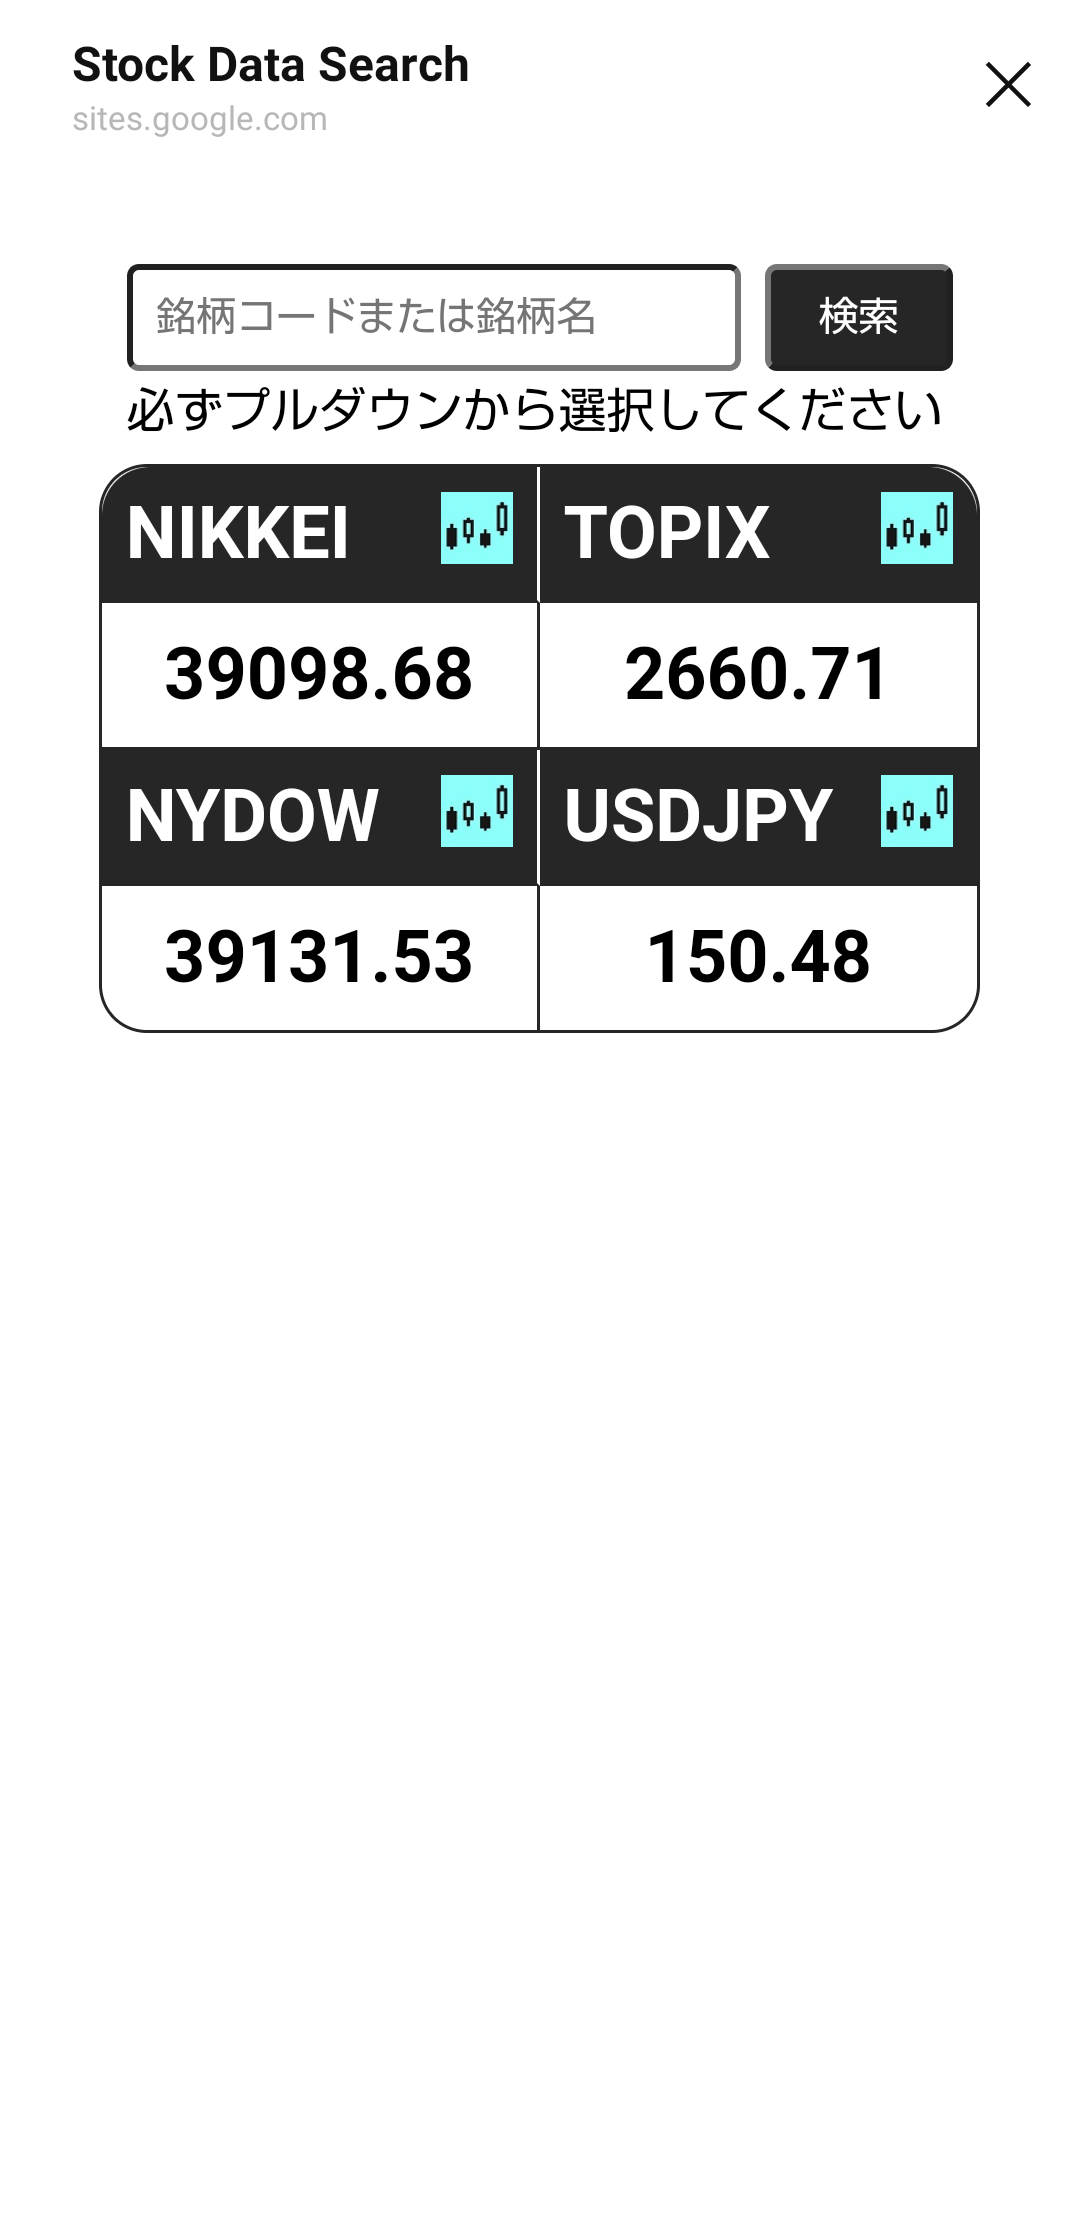 Stock Data Search
sites.google.com
銘柄コードまたは銘柄名
検索
必ずプルダウンから選択してください
NIKKEI
TOPIX
39098.68
2660.71
NYDOW
USDJPY
39131.53
150.48